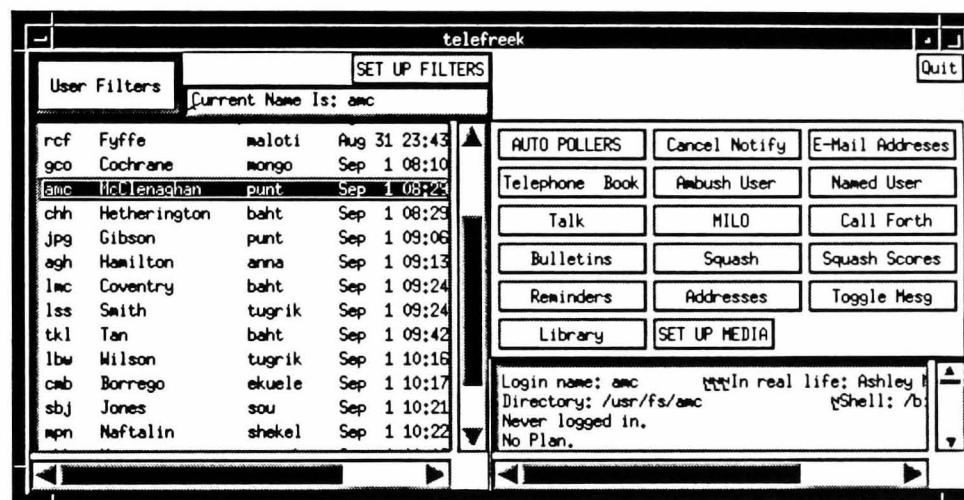 telefreek
User Filters
SET UP FILTERS
Quit
Current Name Is: amc
rcf Fyffe maloti Aug 31 23:43
gco Cochrane mongo Sep 1 08:10
amc McClenaghan punt Sep 1 08:29
chh Hetherington baht Sep 1 08:29
jpg Gibson punt Sep 1 09:06
agh Hamilton anna Sep 1 09:13
lmc Coventry baht Sep 1 09:24
lss Smith tugrik Sep 1 09:24
tkl Tan baht Sep 1 09:42
lbw Wilson tugrik Sep 1 10:16
cmb Borrego ekuele Sep 1 10:17
sbj Jones sou Sep 1 10:21
mpn Naftalin shekel Sep 1 10:22
AUTO POLLERS Cancel Notify E-Mail Addreses
Telephone Book Ambush User Named User
Talk MILO Call Forth
Bulletins Squash Squash Scores
Reminders Addresses Toggle Mesg
Library SET UP MEDIA
Login name: amc In real life: Ashley M
Directory: /usr/fs/amc Shell: /b
Never logged in.
No Plan.